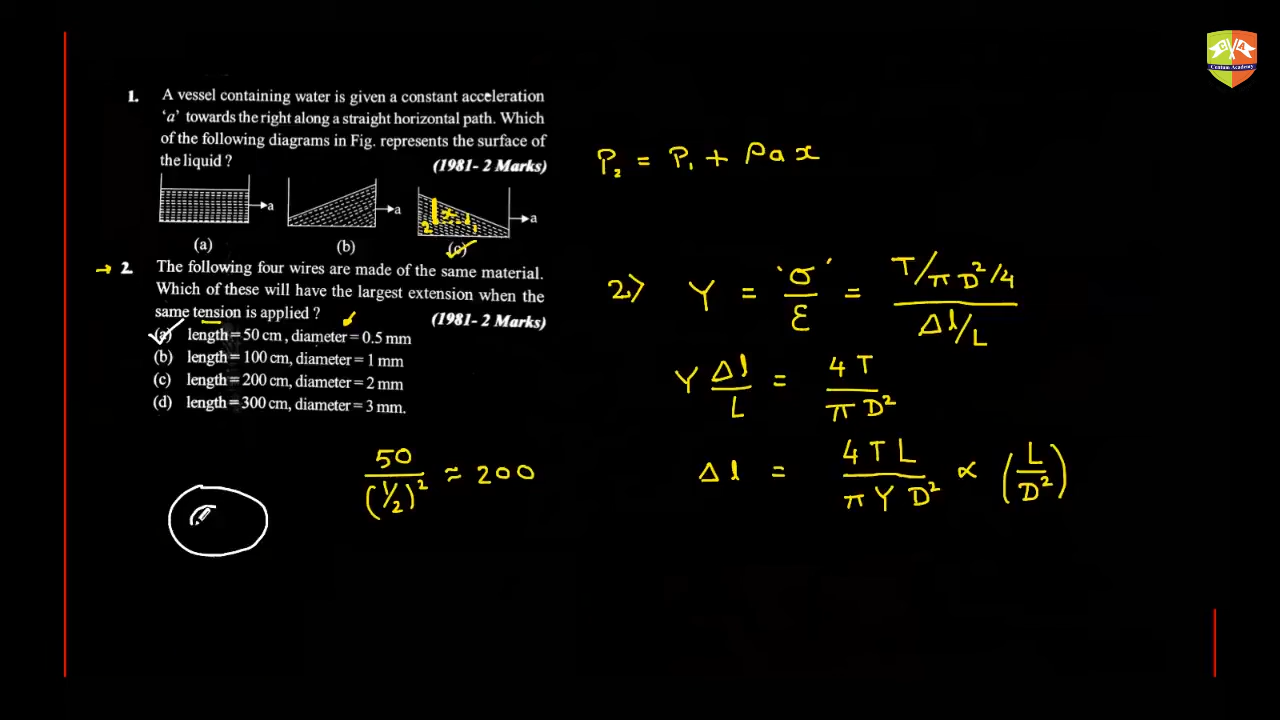 1. A vessel containing water is given a constant acceleration
'a' towards the right along a straight horizontal path. Which
of the following diagrams in Fig. represents the surface of
the liquid ? (1981- 2 Marks)
a
a
a
2 x 1
(a) (b) (c)
→ 2. The following four wires are made of the same material.
Which of these will have the largest extension when the
same tension is applied ? (1981- 2 Marks)
(a) length = 50 cm, diameter = 0.5 mm
(b) length = 100 cm, diameter = 1 mm
(c) length = 200 cm, diameter = 2 mm
(d) length = 300 cm, diameter = 3 mm.
50/(1/2)² ≈ 200
P₂ = P₁ + ρax
2) Y = 'σ'/ε = (T/πD²/4)/(Δl/L)
Y Δl/L = 4T/πD²
Δl = 4TL/πYD² ∝ (L/D²)
C A
Centum Academy